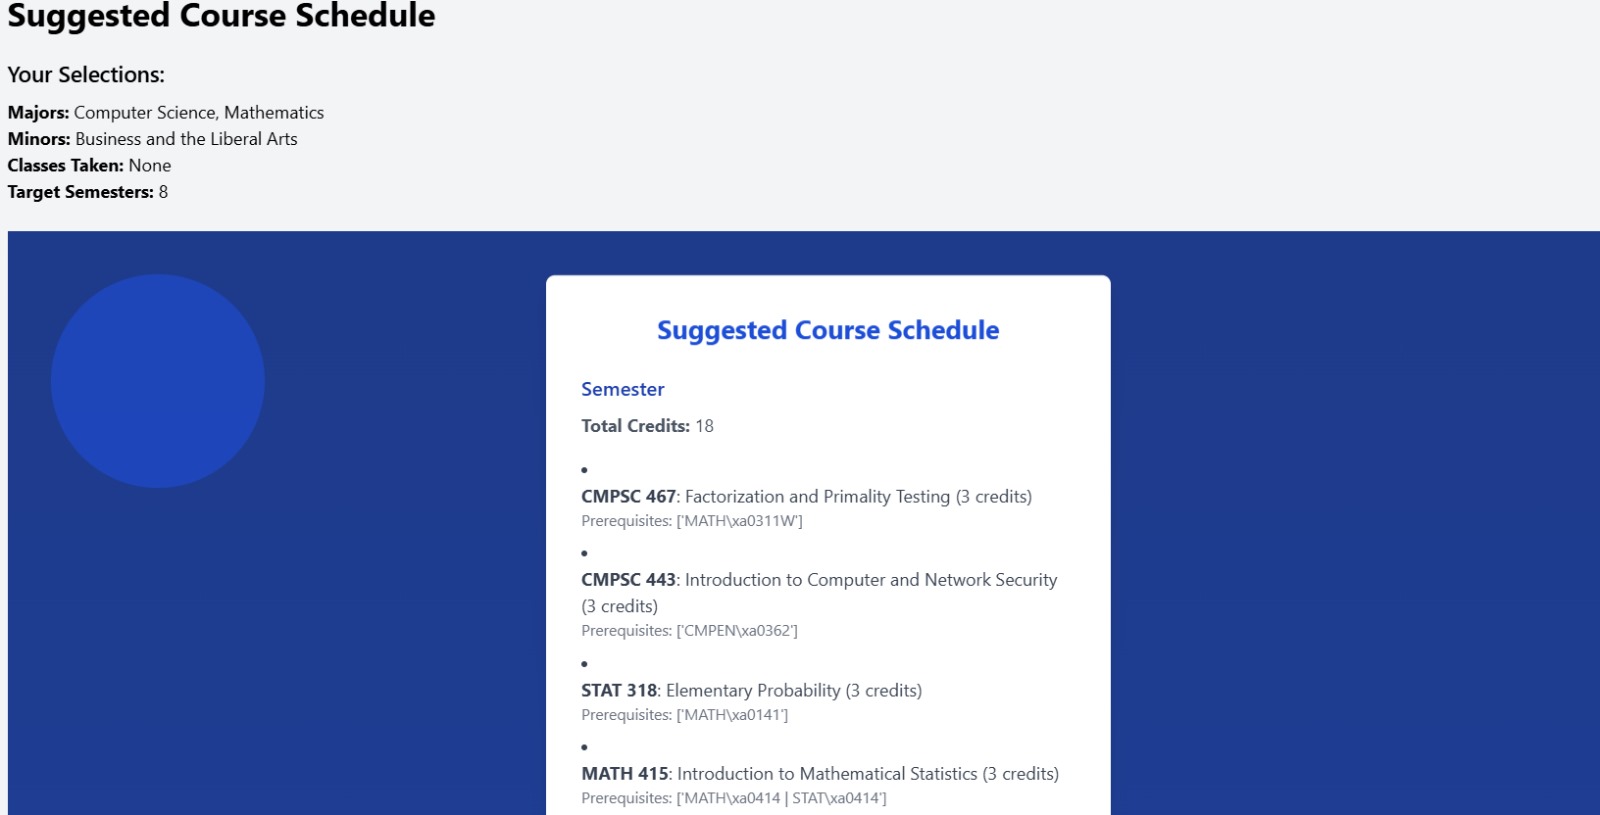 Suggested Course Schedule
Your Selections:
Majors: Computer Science, Mathematics
Minors: Business and the Liberal Arts
Classes Taken: None
Target Semesters: 8
Suggested Course Schedule
Semester
Total Credits: 18
•
CMPSC 467: Factorization and Primality Testing (3 credits)
Prerequisites: ['MATH\xa0311W']
•
CMPSC 443: Introduction to Computer and Network Security
(3 credits)
Prerequisites: ['CMPEN\xa0362']
•
STAT 318: Elementary Probability (3 credits)
Prerequisites: ['MATH\xa0141']
•
MATH 415: Introduction to Mathematical Statistics (3 credits)
Prerequisites: ['MATH\xa0414 | STAT\xa0414']